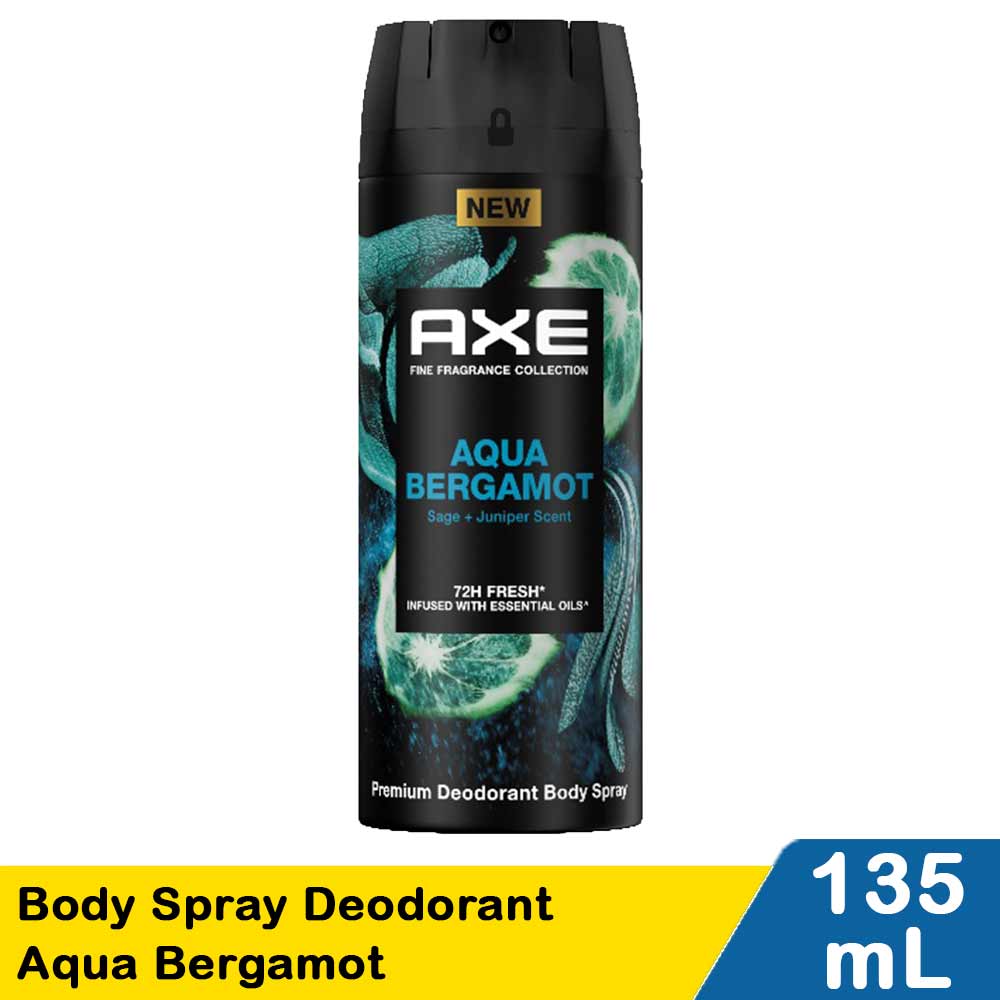 NEW
AXE
FINE FRAGRANCE COLLECTION
AQUA
BERGAMOT
Sage + Juniper Scent
72H FRESH*
INFUSED WITH ESSENTIAL OILS^
Premium Deodorant Body Spray
Body Spray Deodorant
Aqua Bergamot
135
mL